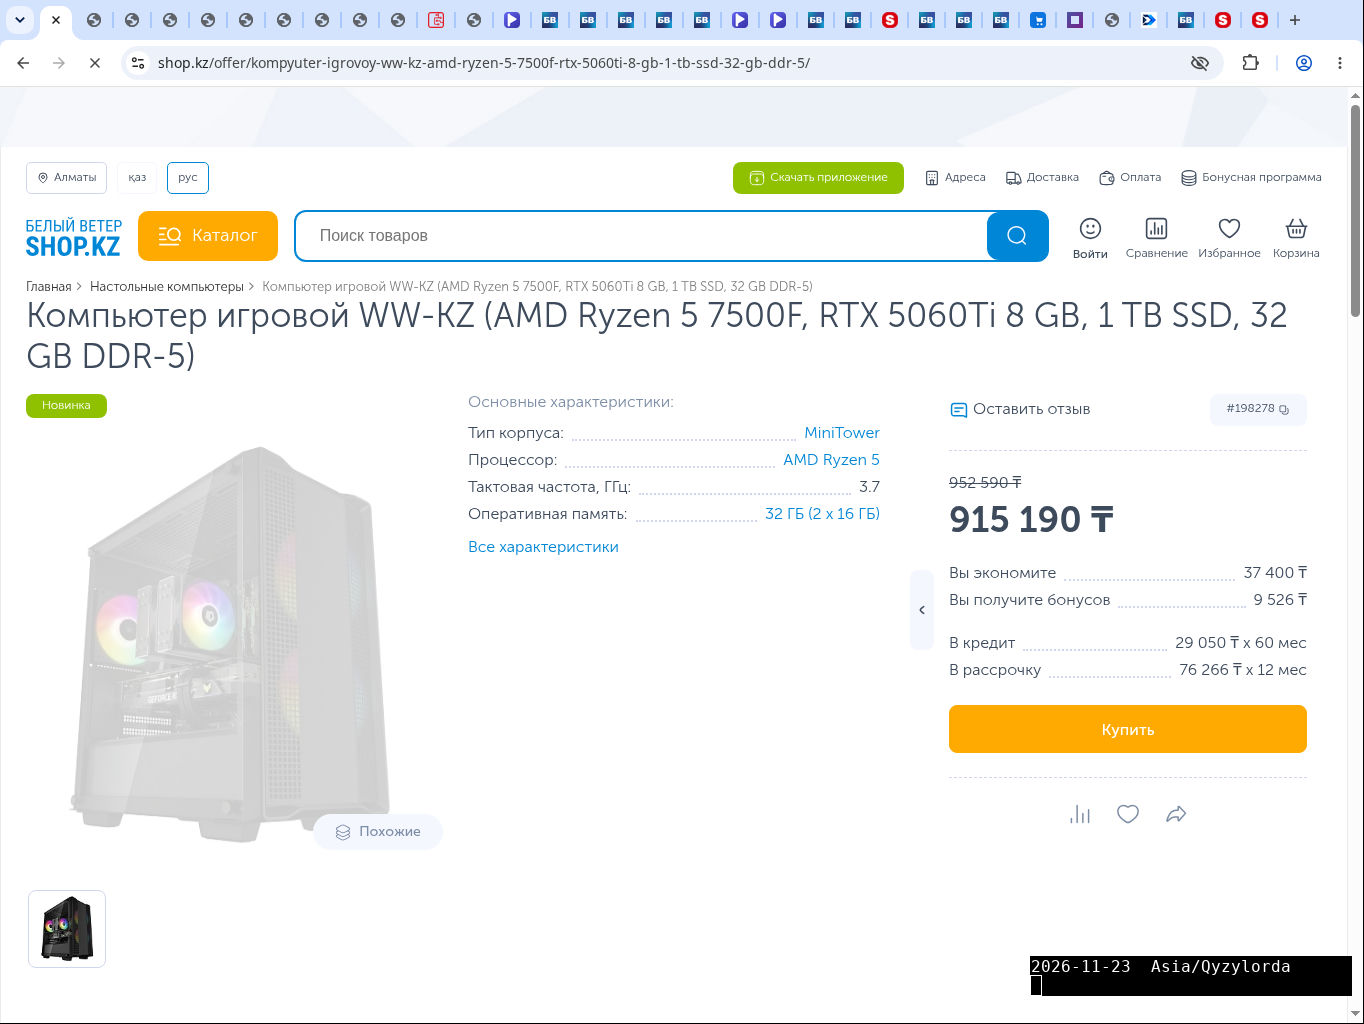 shop.kz/offer/kompyuter-igrovoy-ww-kz-amd-ryzen-5-7500f-rtx-5060ti-8-gb-1-tb-ssd-32-gb-ddr-5/
Алматы
қаз
рус
Скачать приложение
Адреса
Доставка
Оплата
Бонусная программа
БЕЛЫЙ ВЕТЕР
SHOP.KZ
Каталог
Поиск товаров
Войти
Сравнение
Избранное
Корзина
Главная > Настольные компьютеры > Компьютер игровой WW-KZ (AMD Ryzen 5 7500F, RTX 5060Ti 8 GB, 1 TB SSD, 32 GB DDR-5)
Компьютер игровой WW-KZ (AMD Ryzen 5 7500F, RTX 5060Ti 8 GB, 1 TB SSD, 32
GB DDR-5)
Новинка
Похожие
Основные характеристики:
Тип корпуса: MiniTower
Процессор: AMD Ryzen 5
Тактовая частота, ГГц: 3.7
Оперативная память: 32 ГБ (2 x 16 ГБ)
Все характеристики
Оставить отзыв
#198278
952 590 ₸
915 190 ₸
Вы экономите 37 400 ₸
Вы получите бонусов 9 526 ₸
В кредит 29 050 ₸ x 60 мес
В рассрочку 76 266 ₸ x 12 мес
Купить
2026-11-23 Asia/Qyzylorda